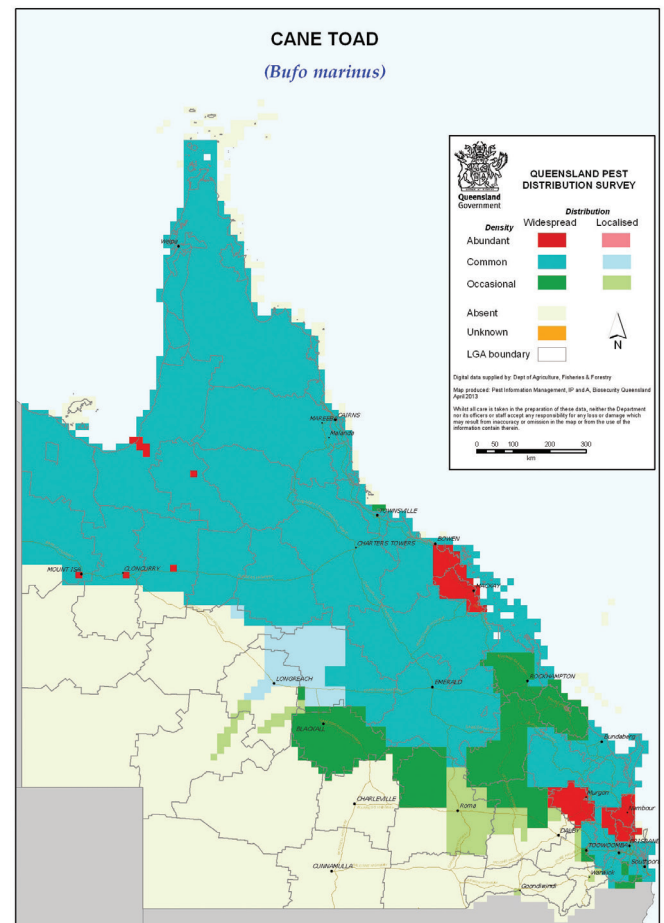 CANE TOAD
(Bufo marinus)
Queensland
Government
QUEENSLAND PEST
DISTRIBUTION SURVEY
Distribution
Density Widespread Localised
Abundant
Common
Occasional
Absent
Unknown
LGA boundary
N
Digital data supplied by: Dept of Agriculture, Fisheries & Forestry
Map produced: Pest Information Management, IP and A, Biosecurity Queensland
April 2013
Whilst all care is taken in the preparation of these data, neither the Department
nor its officers or staff accept any responsibility for any loss or damage which
may result from inaccuracy or omission in the map or from the use of the
information contain therein.
0 50 100 200 300
km
Weipa
CAIRNS
MAREEBA
Malanda
TOWNSVILLE
BOWEN
CHARTERS TOWERS
MOUNT ISA
CLONCURRY
MACKAY
LONGREACH
EMERALD
ROCKHAMPTON
BLACKALL
Bundaberg
Murgon
CHARLEVILLE
Roma
Nambour
DALBY
BRISBANE
TOOWOOMBA
Southport
CUNNAMULLA
Warwick
Goondiwindi